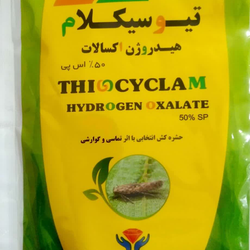 تیوسیکلام
هیدروژن اکسالات
۵۰٪ اس پی
THIOCYCLAM
HYDROGEN OXALATE
50% SP
حشره کش انتخابی با اثر تماسی و گوارشی